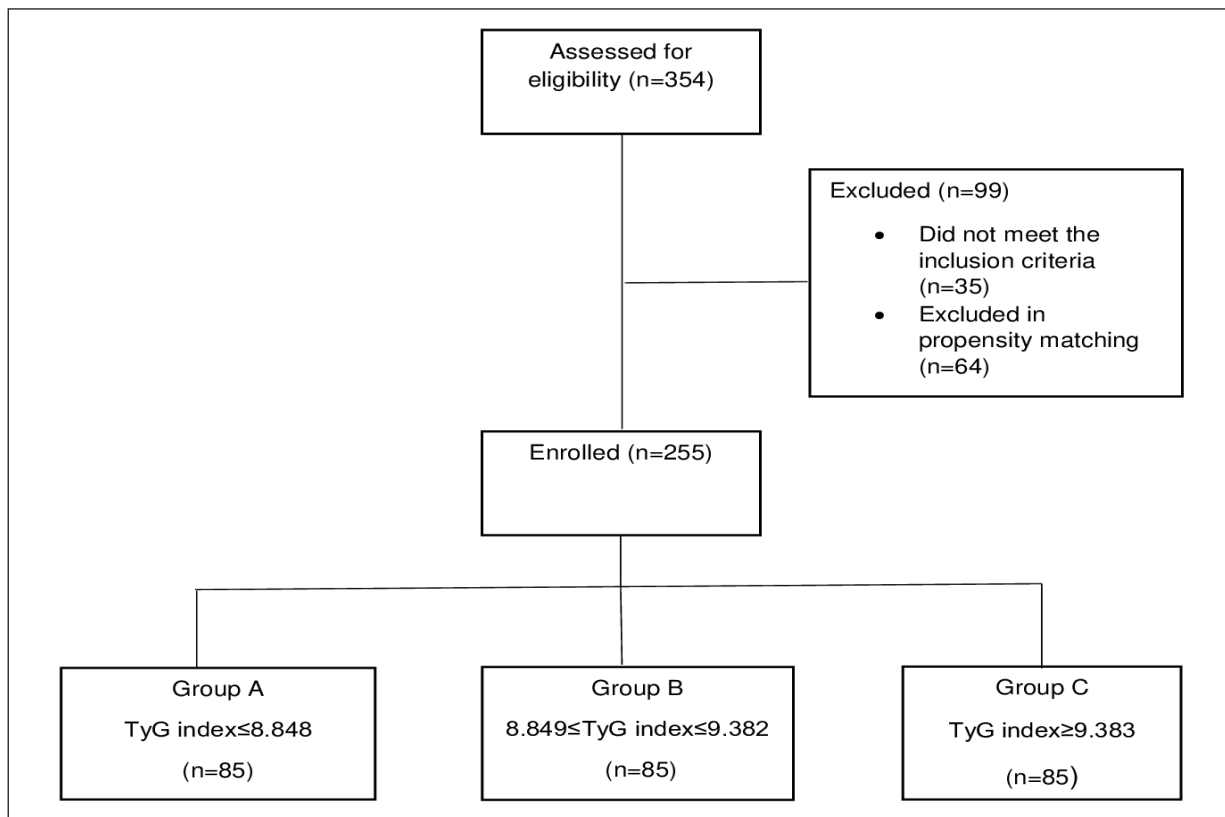 Assessed for
eligibility (n=354)
Excluded (n=99)
• Did not meet the
inclusion criteria
(n=35)
• Excluded in
propensity matching
(n=64)
Enrolled (n=255)
Group A
TyG index≤8.848
(n=85)
Group B
8.849≤TyG index≤9.382
(n=85)
Group C
TyG index≥9.383
(n=85)